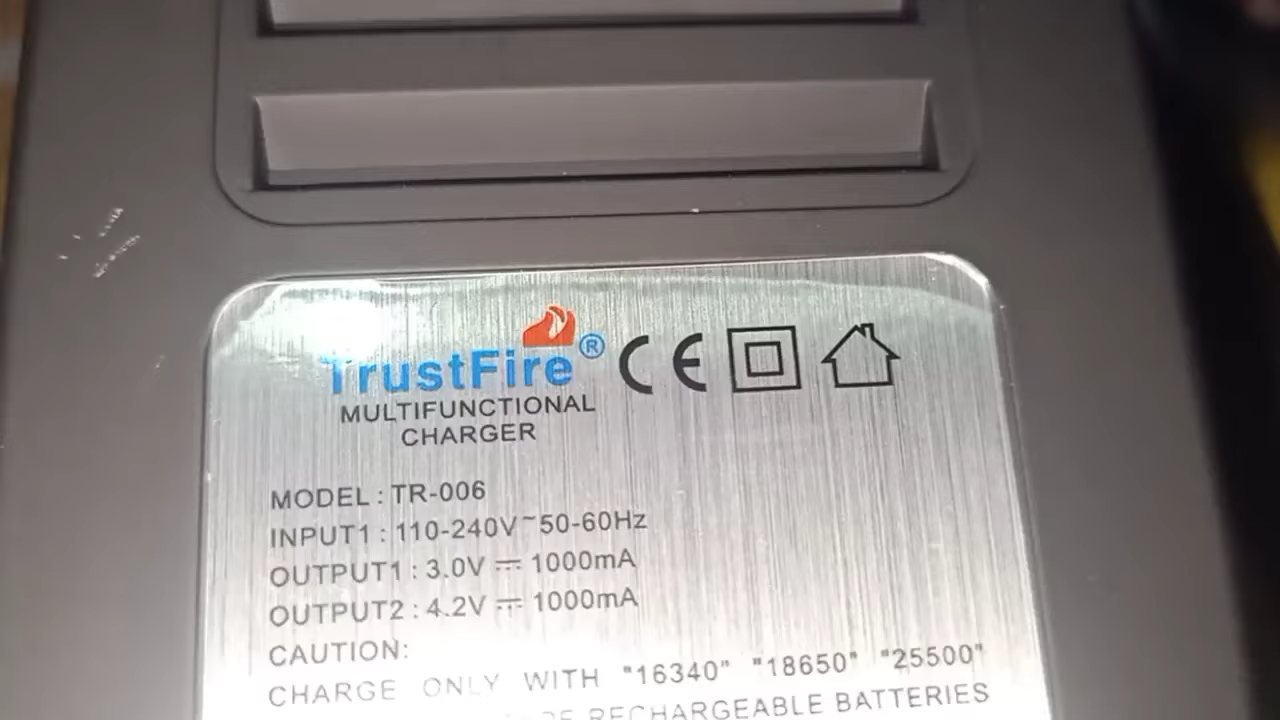 TrustFire®
CE
MULTIFUNCTIONAL
CHARGER
MODEL : TR-006
INPUT1 : 110-240V~50-60Hz
OUTPUT1 : 3.0V ⎓ 1000mA
OUTPUT2 : 4.2V ⎓ 1000mA
CAUTION:
CHARGE ONLY WITH "16340" "18650" "25500"
RECHARGEABLE BATTERIES